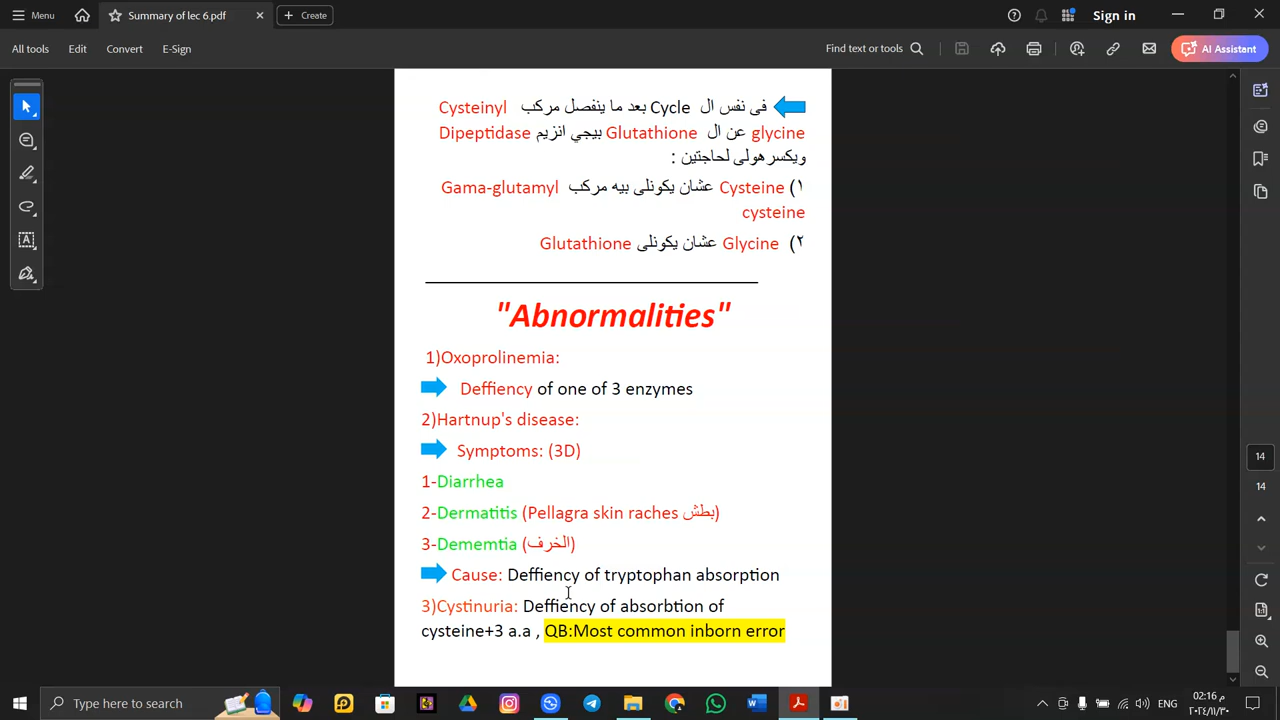 Menu
Summary of lec 6.pdf
Create
Sign in
All tools
Edit
Convert
E-Sign
Find text or tools
AI Assistant
فى نفس ال Cycle بعد ما ينفصل مركب Cysteinyl
glycine عن ال Glutathione بيجي انزيم Dipeptidase
ويكسرهولى لحاجتين :
١) Cysteine عشان يكونلى بيه مركب Gama-glutamyl
cysteine
٢) Glycine عشان يكونلى Glutathione
"Abnormalities"
1)Oxoprolinemia:
Deffiency of one of 3 enzymes
2)Hartnup's disease:
Symptoms: (3D)
1-Diarrhea
2-Dermatitis (Pellagra skin raches بطش)
3-Dememtia (الخرف)
Cause: Deffiency of tryptophan absorption
3)Cystinuria: Deffiency of absorbtion of
cysteine+3 a.a , QB:Most common inborn error
14
14
Type here to search
ENG
02:16 م